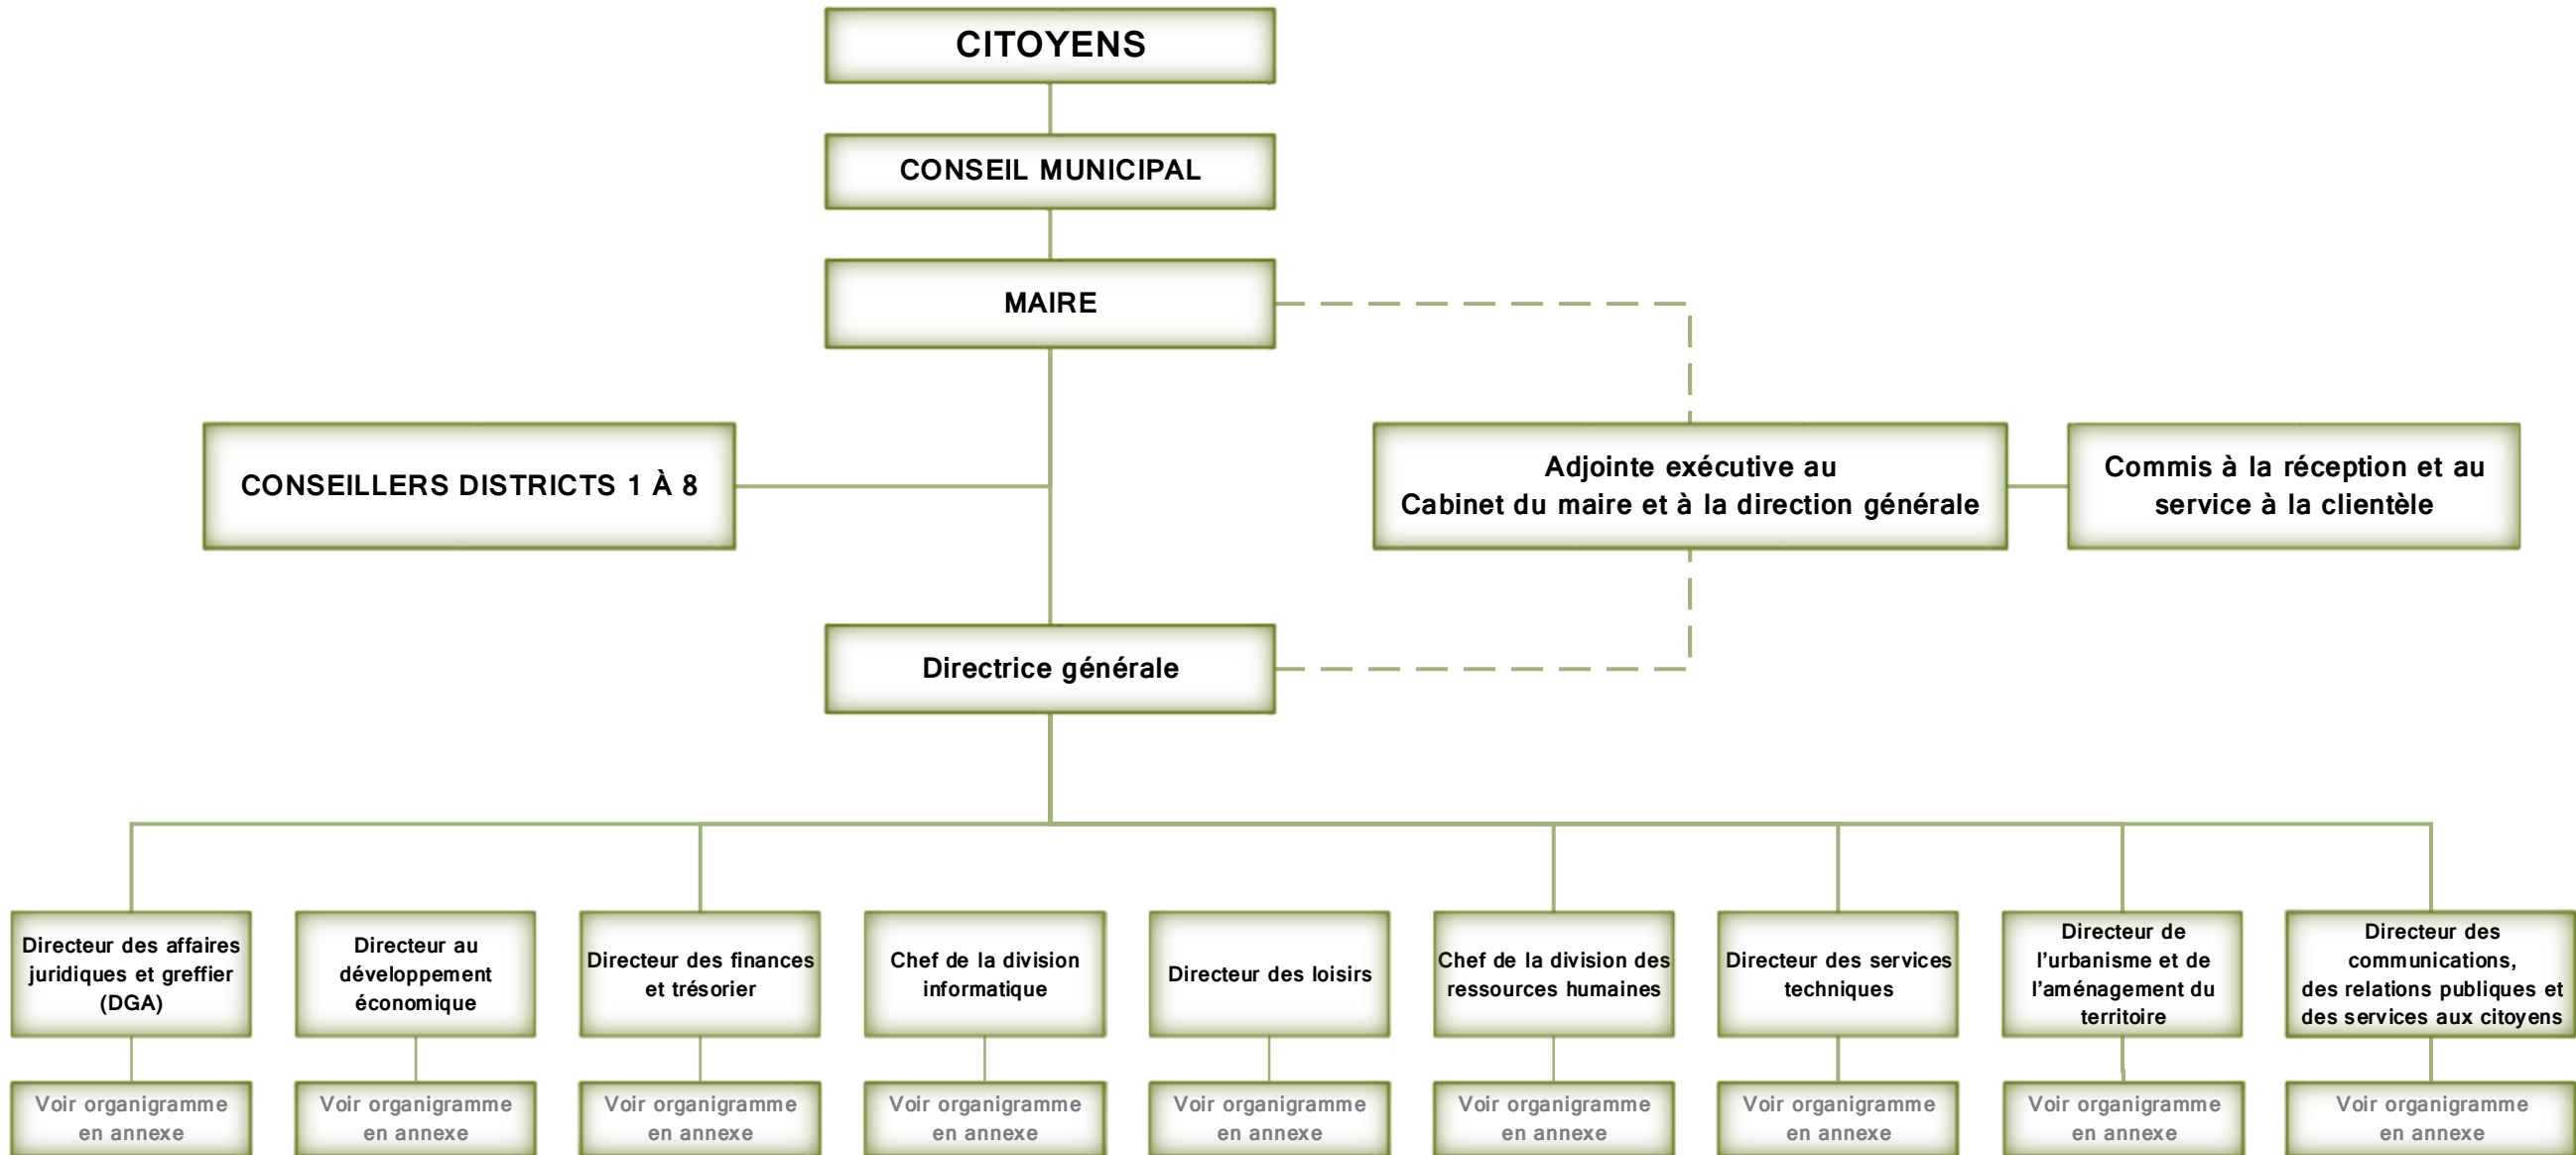 CITOYENS
CONSEIL MUNICIPAL
MAIRE
CONSEILLERS DISTRICTS 1 À 8
Adjointe exécutive au
Cabinet du maire et à la direction générale
Commis à la réception et au
service à la clientèle
Directrice générale
Directeur des affaires
juridiques et greffier
(DGA)
Directeur au
développement
économique
Directeur des finances
et trésorier
Chef de la division
informatique
Directeur des loisirs
Chef de la division des
ressources humaines
Directeur des services
techniques
Directeur de
l'urbanisme et de
l'aménagement du
territoire
Directeur des
communications,
des relations publiques et
des services aux citoyens
Voir organigramme
en annexe
Voir organigramme
en annexe
Voir organigramme
en annexe
Voir organigramme
en annexe
Voir organigramme
en annexe
Voir organigramme
en annexe
Voir organigramme
en annexe
Voir organigramme
en annexe
Voir organigramme
en annexe